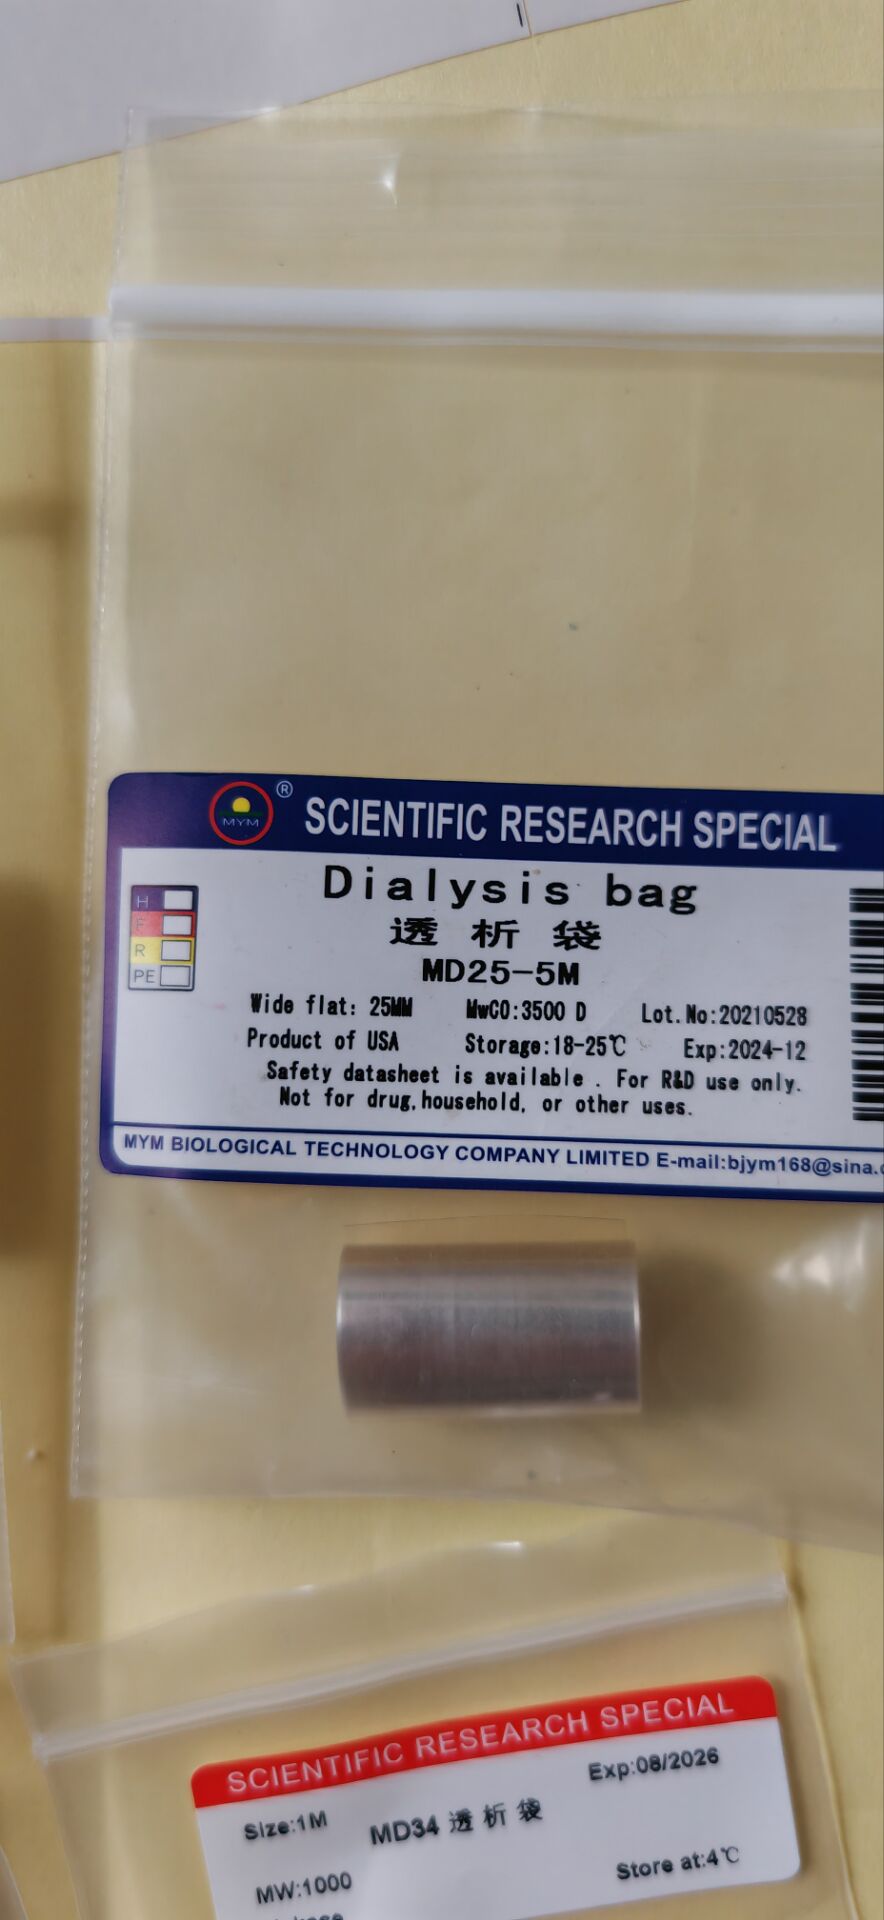 MYM
®
SCIENTIFIC RESEARCH SPECIAL
Dialysis bag
透析袋
MD25-5M
H
F
R
PE
Wide flat: 25MM MwCO:3500 D Lot.No:20210528
Product of USA Storage:18-25℃ Exp:2024-12
Safety datasheet is available . For R&D use only.
Not for drug,household, or other uses.
MYM BIOLOGICAL TECHNOLOGY COMPANY LIMITED E-mail:bjym168@sina.c
SCIENTIFIC RESEARCH SPECIAL
Exp:08/2026
Size:1M MD34 透析袋
MW:1000 Store at:4℃